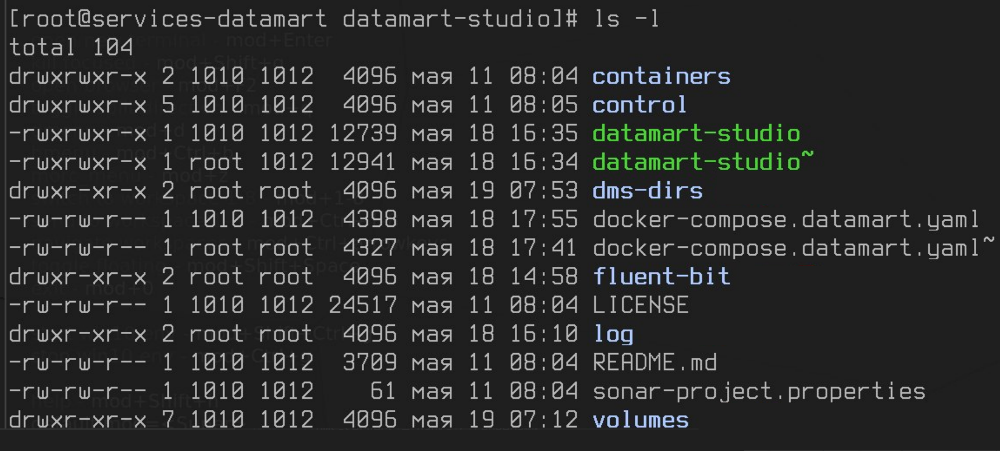 [root@services-datamart datamart-studio]# ls -l
total 104
drwxrwxr-x 2 1010 1012  4096 мая 11 08:04 containers
drwxrwxr-x 5 1010 1012  4096 мая 11 08:05 control
-rwxrwxr-x 1 1010 1012 12739 мая 18 16:35 datamart-studio
-rwxrwxr-x 1 root 1012 12941 мая 18 16:34 datamart-studio~
drwxr-xr-x 2 root root  4096 мая 19 07:53 dms-dirs
-rw-rw-r-- 1 1010 1012  4398 мая 18 17:55 docker-compose.datamart.yaml
-rw-rw-r-- 1 root root  4327 мая 18 17:41 docker-compose.datamart.yaml~
drwxr-xr-x 2 root root  4096 мая 18 14:58 fluent-bit
-rw-rw-r-- 1 1010 1012 24517 мая 11 08:04 LICENSE
drwxr-xr-x 2 root root  4096 мая 18 16:10 log
-rw-rw-r-- 1 1010 1012  3709 мая 11 08:04 README.md
-rw-rw-r-- 1 1010 1012    61 мая 11 08:04 sonar-project.properties
drwxr-xr-x 7 1010 1012  4096 мая 19 07:12 volumes